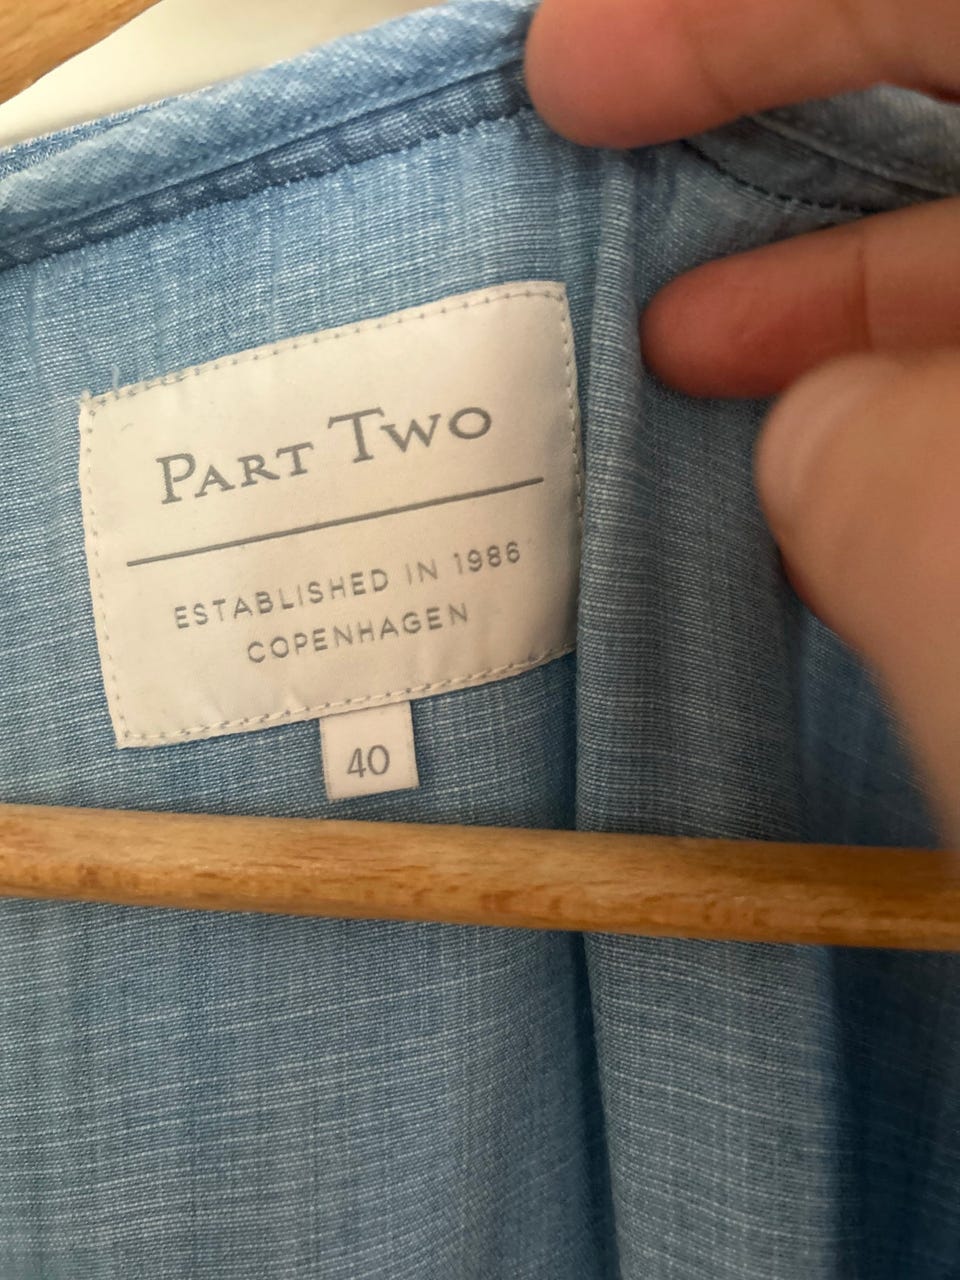 PART TWO
ESTABLISHED IN 1986
COPENHAGEN
40